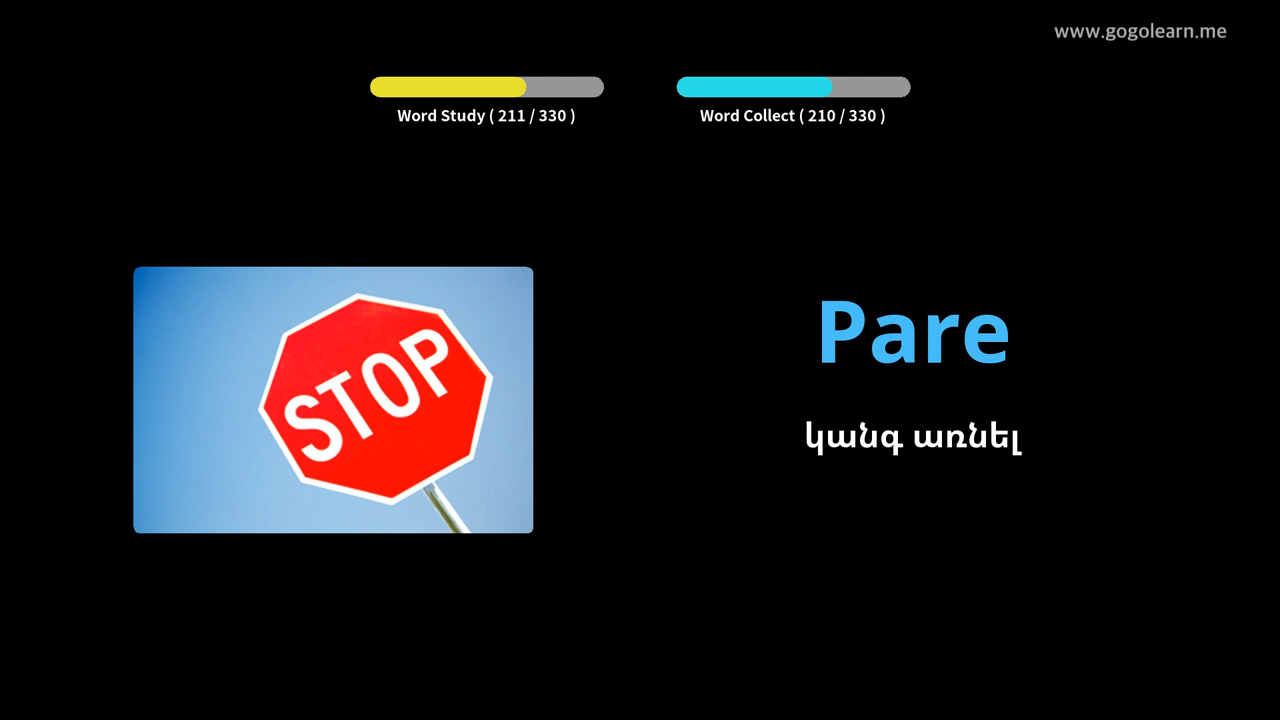 www.gogolearn.me
Word Study ( 211 / 330 )
Word Collect ( 210 / 330 )
STOP
Pare
կանգ առնել